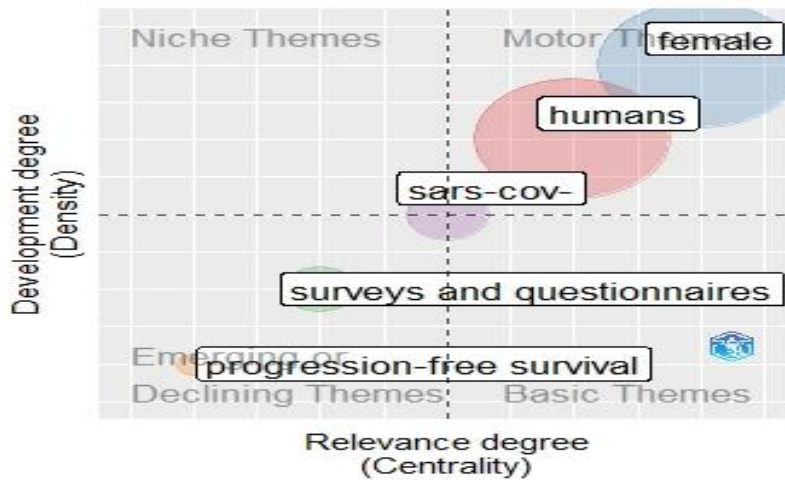 Niche Themes
Motor Themes
female
humans
sars-cov-
surveys and questionnaires
Emerging or
progression-free survival
Declining Themes
Basic Themes
Development degree
(Density)
Relevance degree
(Centrality)